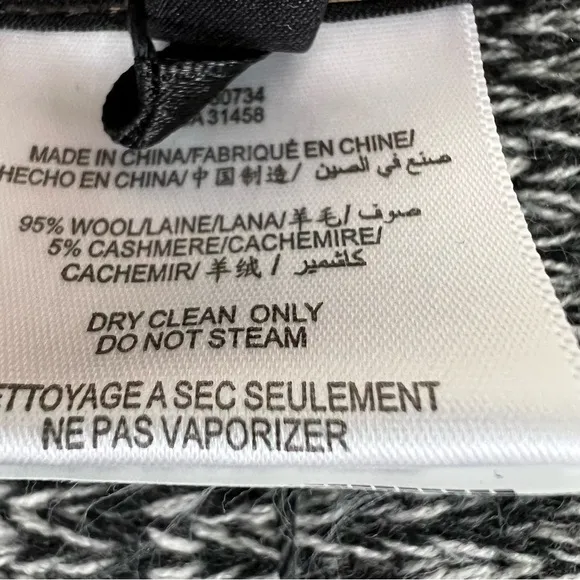 0734
A 31458
MADE IN CHINA/FABRIQUÉ EN CHINE/
HECHO EN CHINA/中国制造/ صنع في الصين/
95% WOOL/LAINE/LANA/羊毛/ صوف/
5% CASHMERE/CACHEMIRE/
CACHEMIR/ 羊绒 / كاشمير/
DRY CLEAN ONLY
DO NOT STEAM
ETTOYAGE A SEC SEULEMENT
NE PAS VAPORIZER